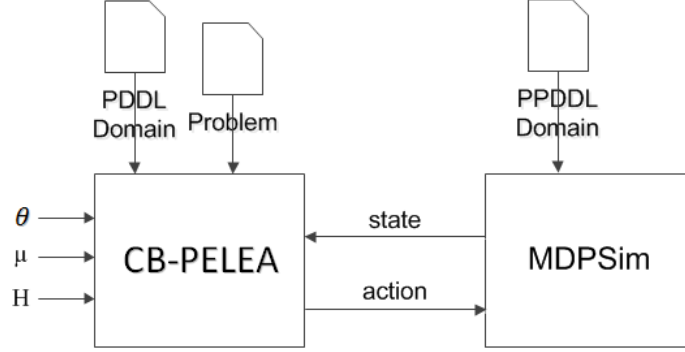 PDDL
Domain
Problem
PPDDL
Domain
θ
μ
H
CB-PELEA
state
action
MDPSim